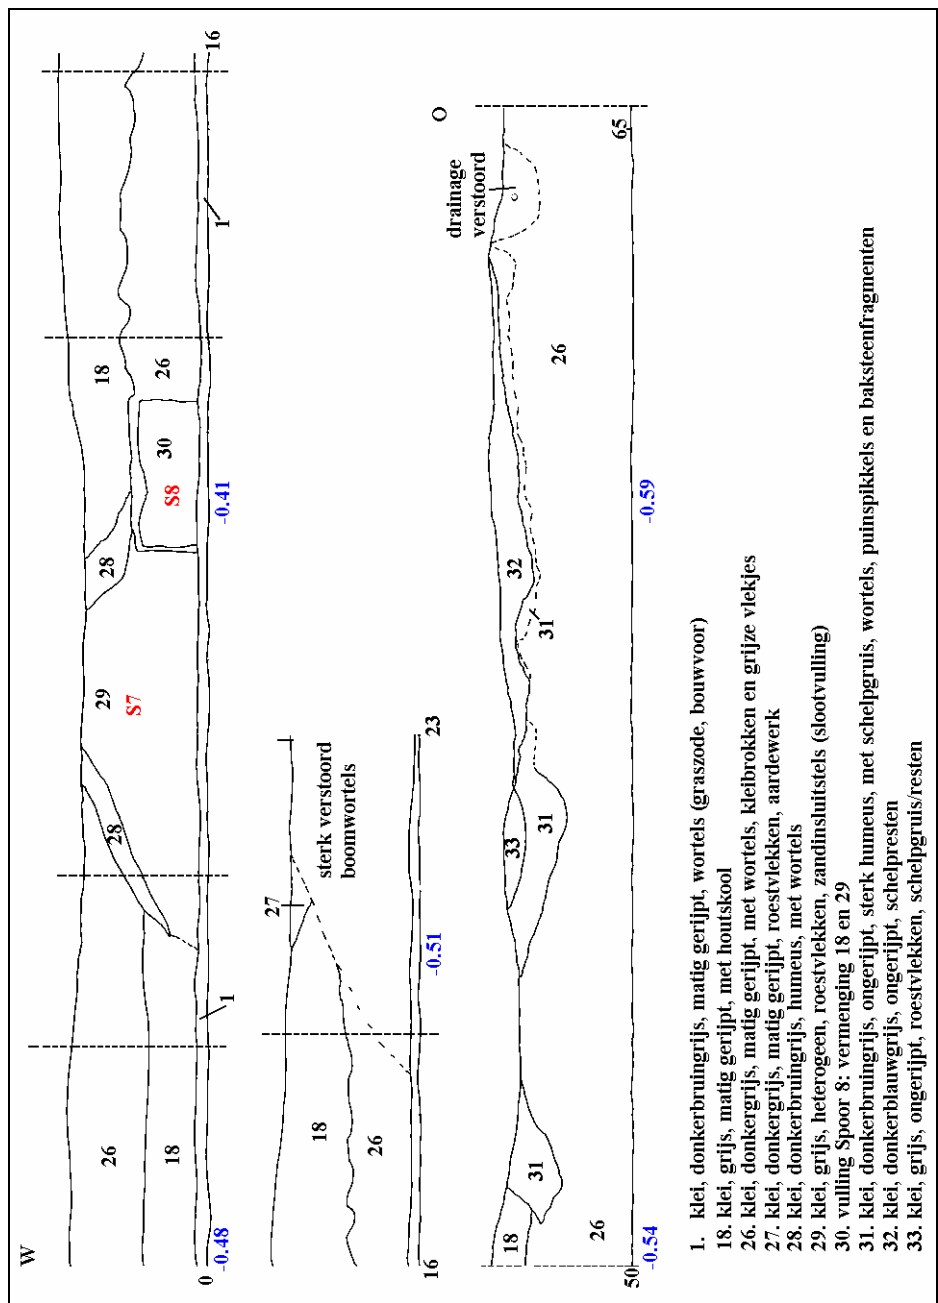 W
26
18
1
28
29
S7
28
18
26
30
S8
1
0
-0.48
-0.41
16
18
26
27
sterk verstoord
boomwortels
16
-0.51
23
O
18
31
26
33
31
31
32
26
drainage
verstoord
50
-0.54
-0.59
65
1. klei, donkerbruingrijs, matig gerijpt, wortels (graszode, bouwvoor)
18. klei, grijs, matig gerijpt, met houtskool
26. klei, donkergrijs, matig gerijpt, met wortels, kleibrokken en grijze vlekjes
27. klei, donkergrijs, matig gerijpt, roestvlekken, aardewerk
28. klei, donkerbruingrijs, humeus, met wortels
29. klei, grijs, heterogeen, roestvlekken, zandinsluitstels (slootvulling)
30. vulling Spoor 8: vermenging 18 en 29
31. klei, donkerbruingrijs, ongerijpt, sterk humeus, met schelpgruis, wortels, puinspikkels en baksteenfragmenten
32. klei, donkerblauwgrijs, ongerijpt, schelpresten
33. klei, grijs, ongerijpt, roestvlekken, schelpgruis/resten